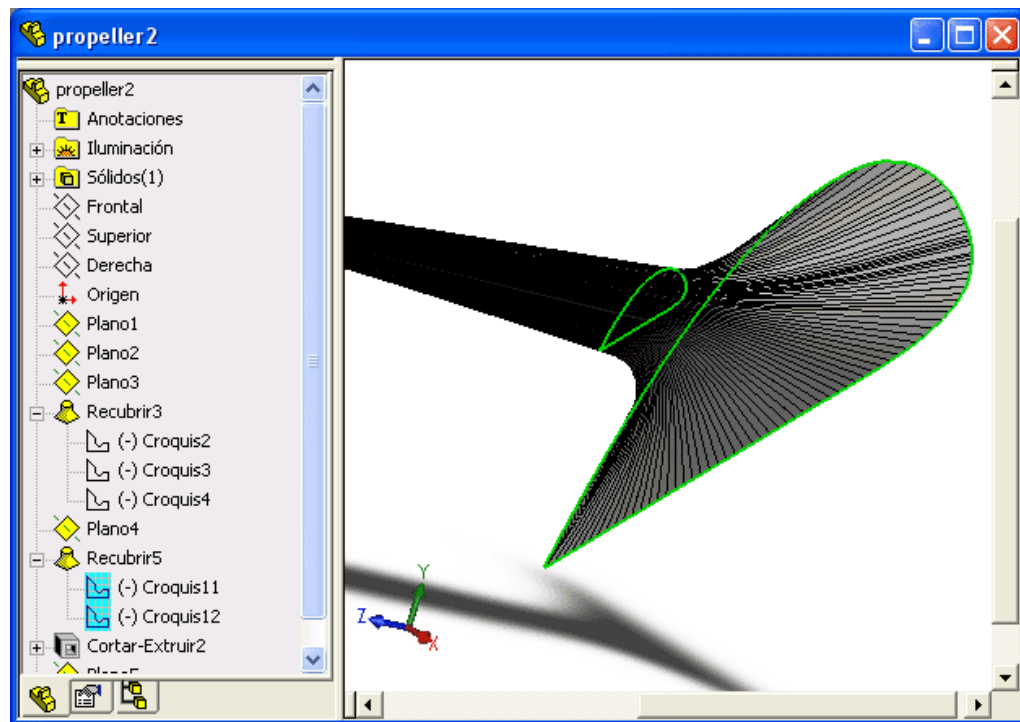 propeller2
propeller2
Anotaciones
Iluminación
Sólidos(1)
Frontal
Superior
Derecha
Origen
Plano1
Plano2
Plano3
Recubrir3
(-) Croquis2
(-) Croquis3
(-) Croquis4
Plano4
Recubrir5
(-) Croquis11
(-) Croquis12
Cortar-Extruir2
Y
Z
X